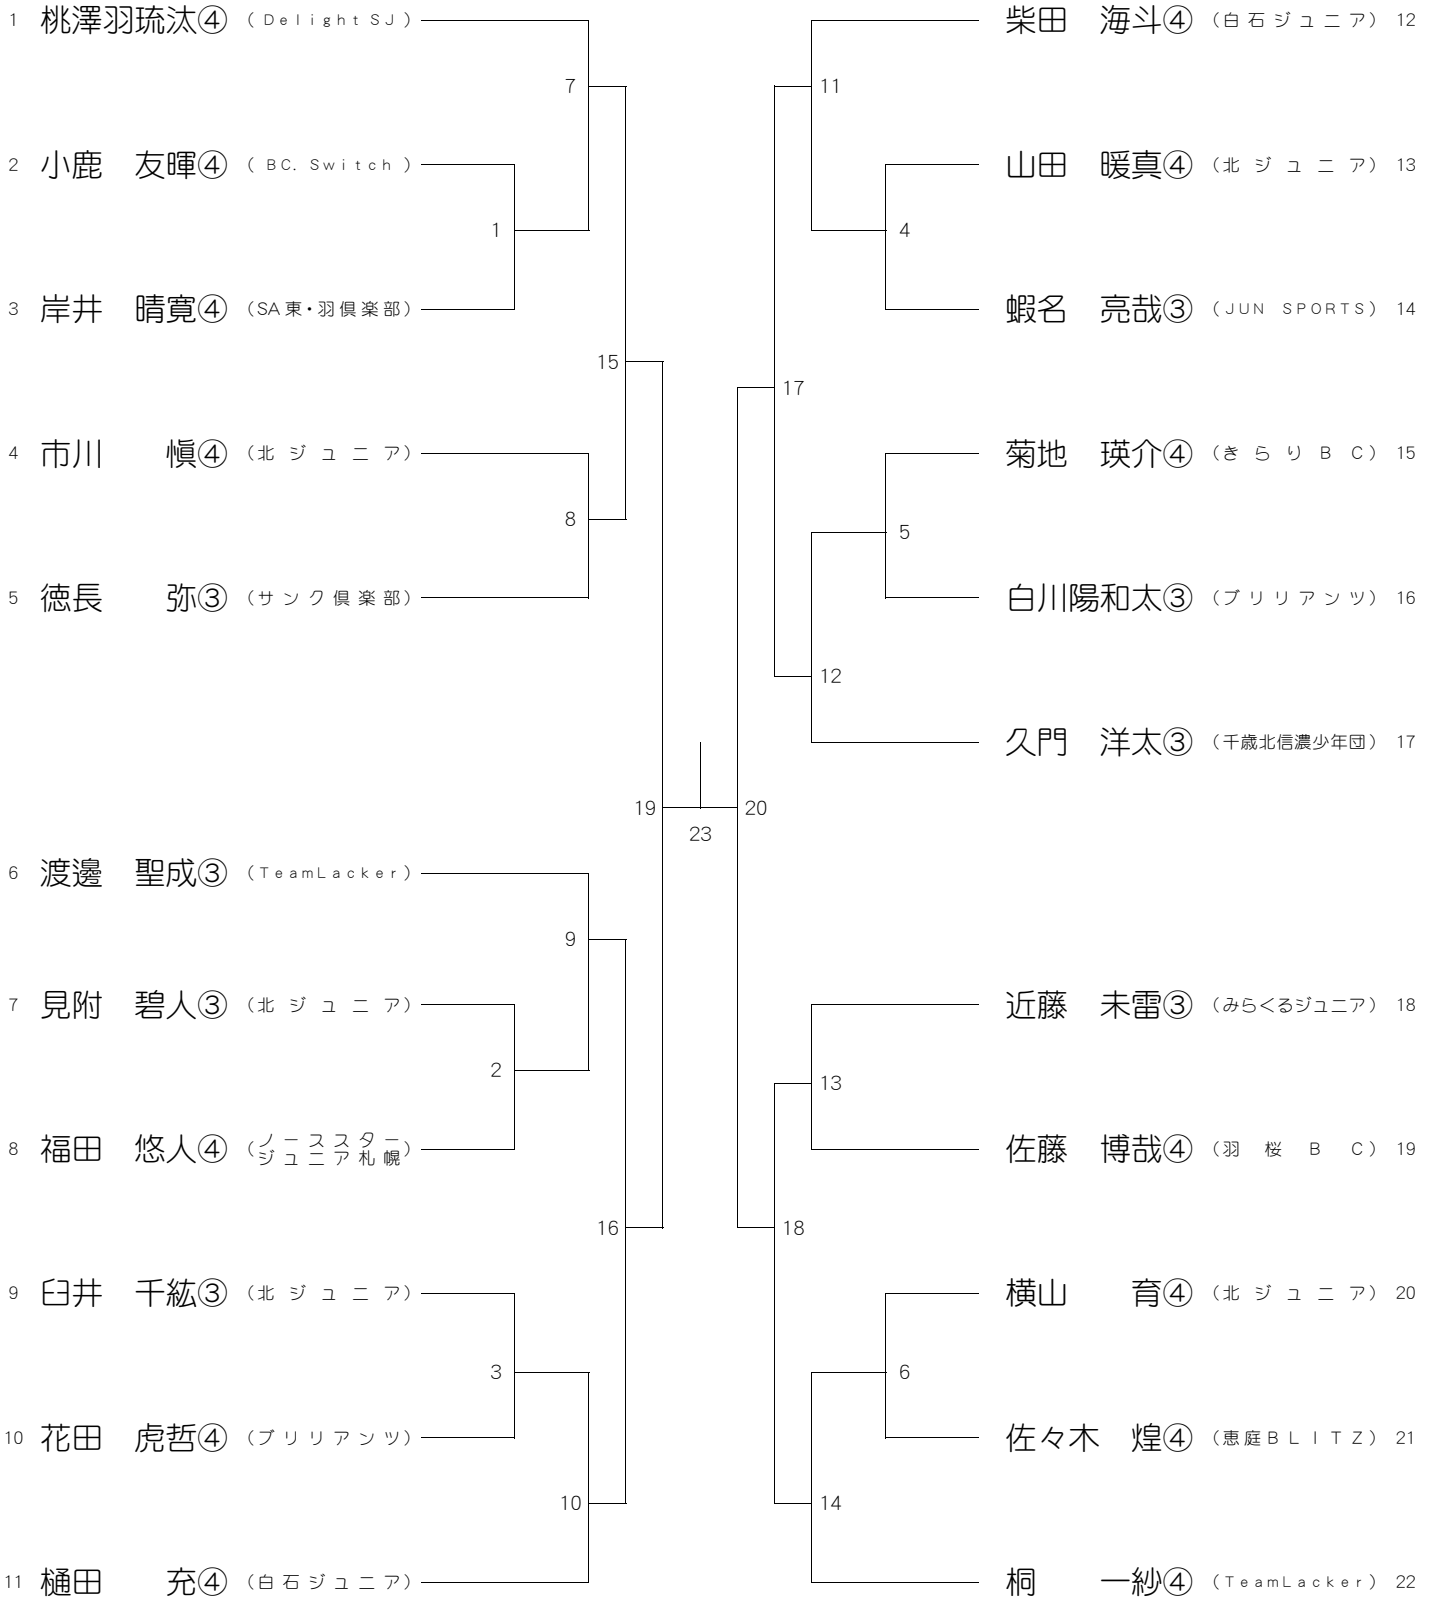 1 桃澤羽琉汰④ (Delight SJ)
2 小鹿 友暉④ (BC. Switch)
3 岸井 晴寛④ (SA東・羽倶楽部)
4 市川 愼④ (北ジュニア)
5 徳長 弥③ (サンク倶楽部)
6 渡邊 聖成③ (TeamLacker)
7 見附 碧人③ (北ジュニア)
8 福田 悠人④ (ノーススター
ジュニア札幌)
9 臼井 千紘③ (北ジュニア)
10 花田 虎哲④ (ブリリアンツ)
11 樋田 充④ (白石ジュニア)
7
1
15
8
19
9
2
16
3
10
23
11
4
17
5
12
20
13
18
6
14
柴田 海斗④ (白石ジュニア) 12
山田 暖真④ (北ジュニア) 13
蝦名 亮哉③ (JUN SPORTS) 14
菊地 瑛介④ (きらりBC) 15
白川陽和太③ (ブリリアンツ) 16
久門 洋太③ (千歳北信濃少年団) 17
近藤 未雷③ (みらくるジュニア) 18
佐藤 博哉④ (羽桜BC) 19
横山 育④ (北ジュニア) 20
佐々木 煌④ (恵庭BLITZ) 21
桐 一紗④ (TeamLacker) 22